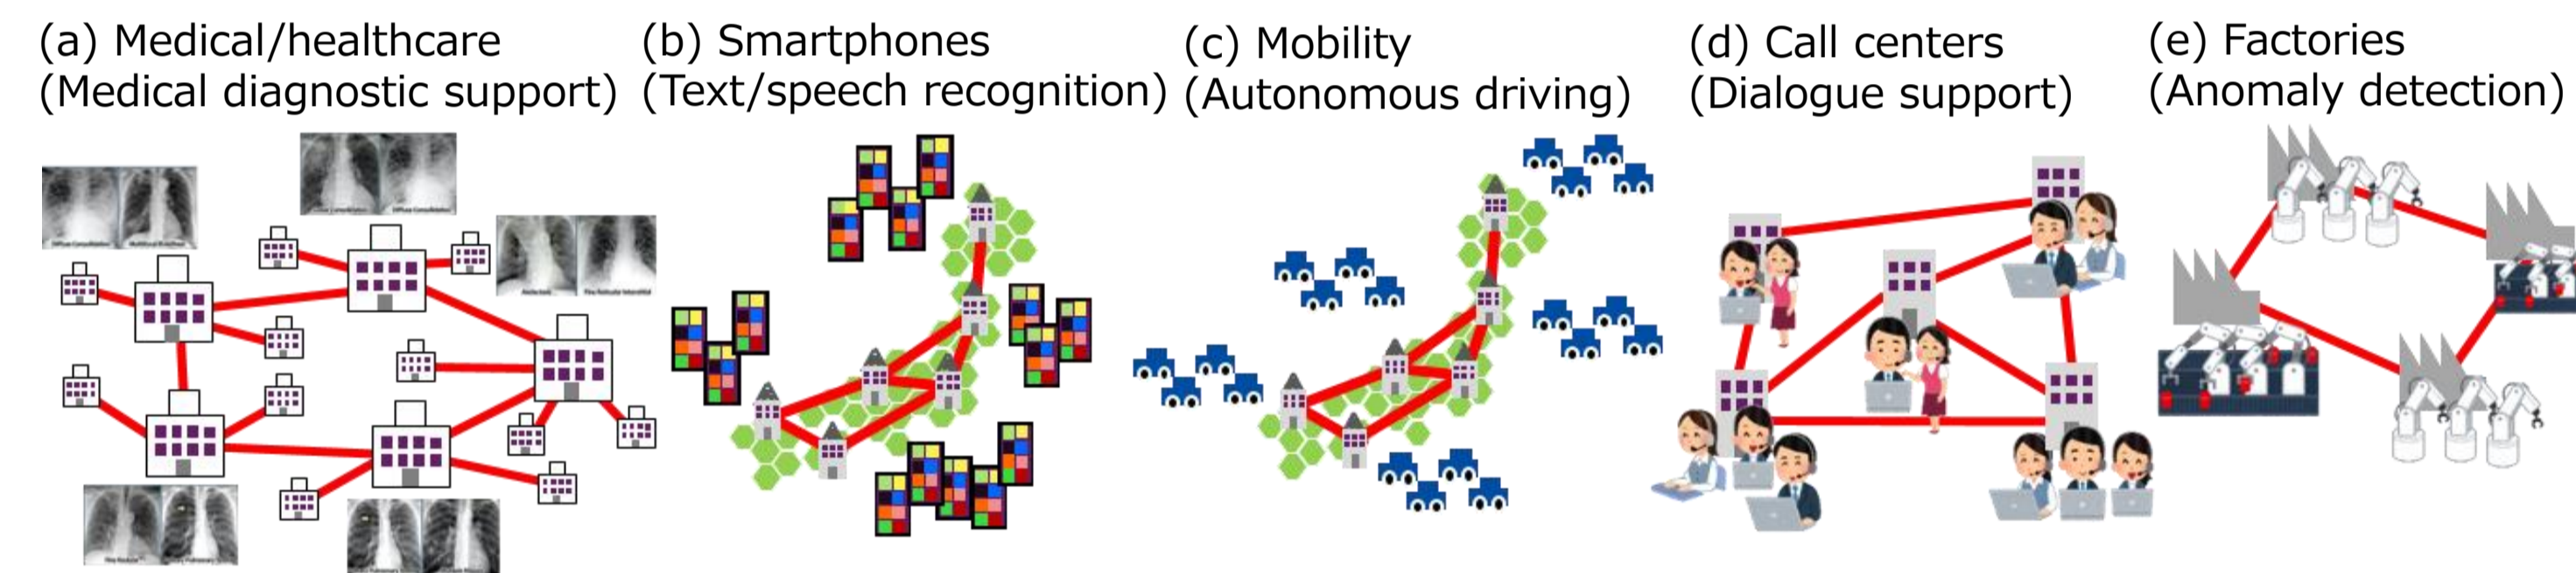 (a) Medical/healthcare
(Medical diagnostic support)
(b) Smartphones
(Text/speech recognition)
(c) Mobility
(Autonomous driving)
(d) Call centers
(Dialogue support)
(e) Factories
(Anomaly detection)